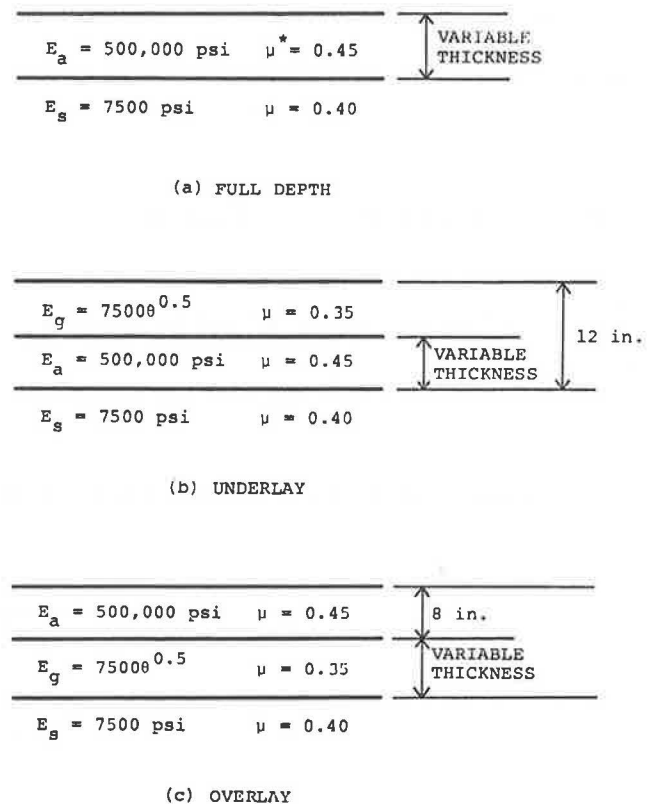 E_a = 500,000 psi μ* = 0.45
VARIABLE
THICKNESS
E_s = 7500 psi μ = 0.40
(a) FULL DEPTH
E_g = 7500θ^0.5 μ = 0.35
12 in.
E_a = 500,000 psi μ = 0.45
VARIABLE
THICKNESS
E_s = 7500 psi μ = 0.40
(b) UNDERLAY
E_a = 500,000 psi μ = 0.45
8 in.
E_g = 7500θ^0.5 μ = 0.35
VARIABLE
THICKNESS
E_s = 7500 psi μ = 0.40
(c) OVERLAY